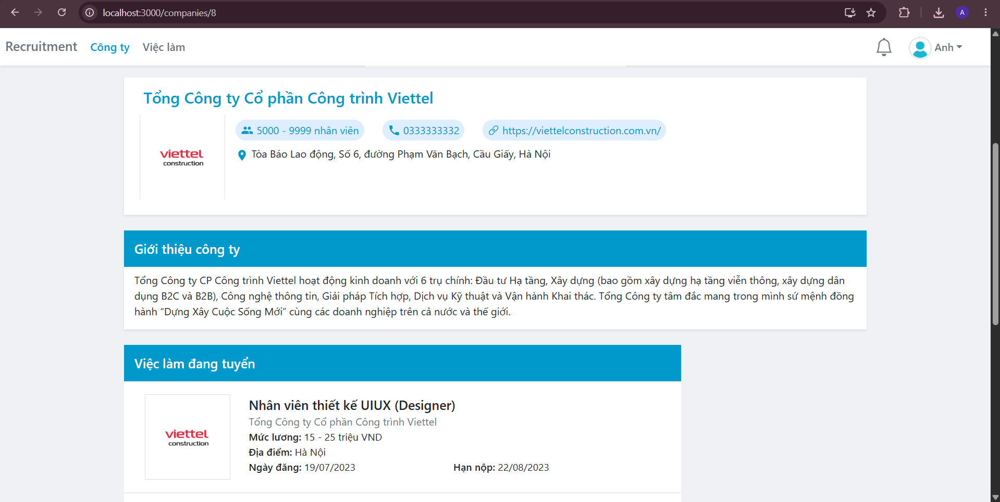 localhost:3000/companies/8
A
Recruitment Công ty Việc làm
Anh
Tổng Công ty Cổ phần Công trình Viettel
viettel
construction
5000 - 9999 nhân viên
0333333332
https://viettelconstruction.com.vn/
Tòa Báo Lao động, Số 6, đường Phạm Văn Bạch, Cầu Giấy, Hà Nội
Giới thiệu công ty
Tổng Công ty CP Công trình Viettel hoạt động kinh doanh với 6 trụ chính: Đầu tư Hạ tầng, Xây dựng (bao gồm xây dựng hạ tầng viễn thông, xây dựng dân
dụng B2C và B2B), Công nghệ thông tin, Giải pháp Tích hợp, Dịch vụ Kỹ thuật và Vận hành Khai thác. Tổng Công ty tâm đắc mang trong mình sứ mệnh đồng
hành “Dựng Xây Cuộc Sống Mới” cùng các doanh nghiệp trên cả nước và thế giới.
Việc làm đang tuyển
viettel
construction
Nhân viên thiết kế UIUX (Designer)
Tổng Công ty Cổ phần Công trình Viettel
Mức lương: 15 - 25 triệu VND
Địa điểm: Hà Nội
Ngày đăng: 19/07/2023
Hạn nộp: 22/08/2023